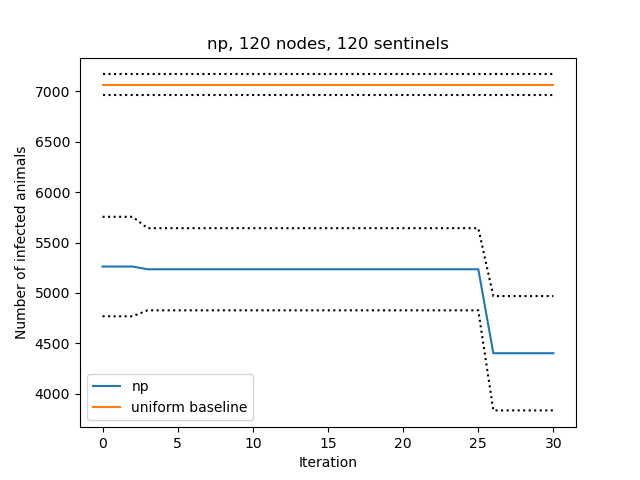 np, 120 nodes, 120 sentinels
Number of infected animals
7000
6500
6000
5500
5000
4500
4000
np
uniform baseline
0 5 10 15 20 25 30
Iteration